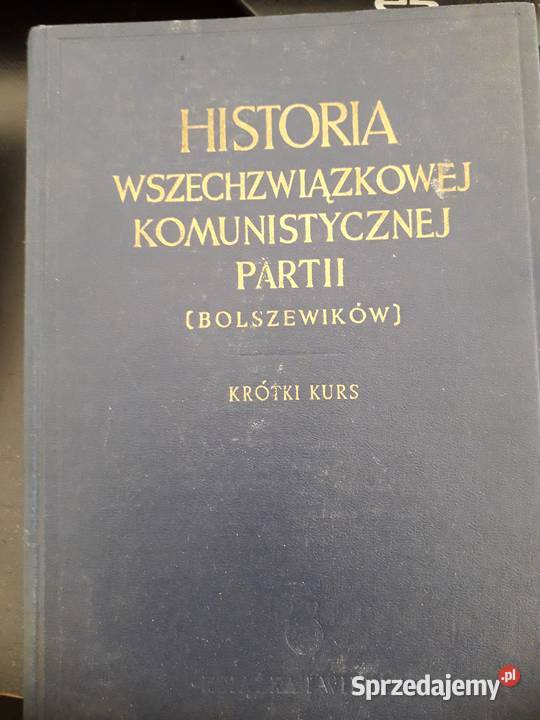 HISTORIA
WSZECHZWIĄZKOWEJ
KOMUNISTYCZNEJ
PARTII
(BOLSZEWIKÓW)
KRÓTKI KURS
Sprzedajemy.pl